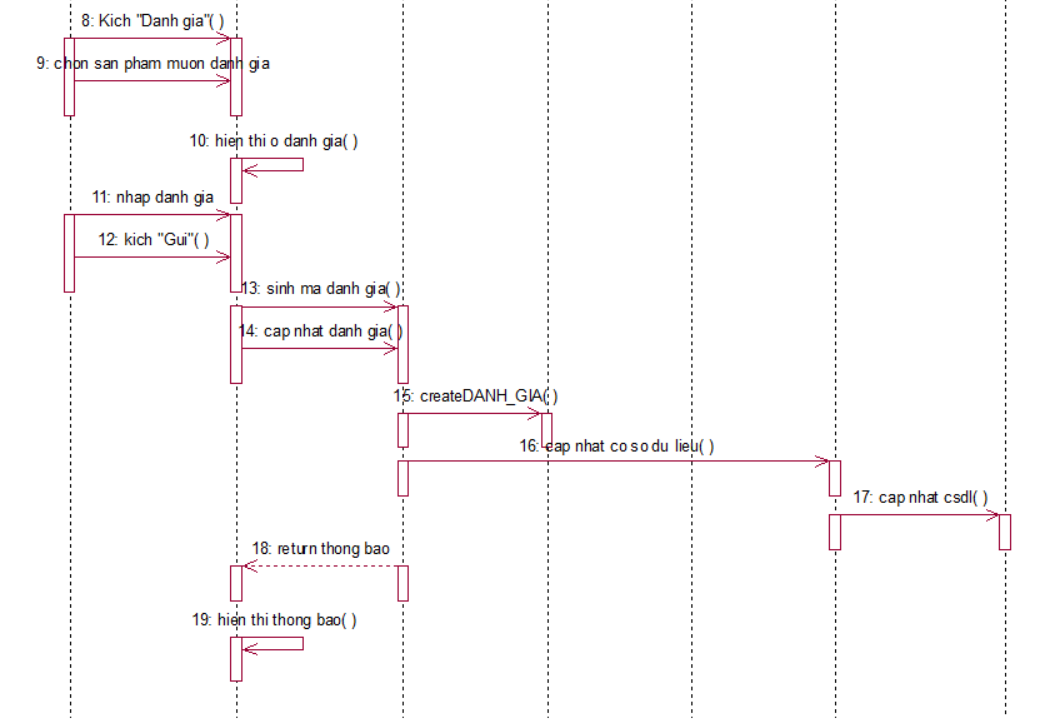 8: Kich "Danh gia"( )
9: chon san pham muon danh gia
10: hien thi o danh gia( )
11: nhap danh gia
12: kich "Gui"( )
13: sinh ma danh gia( )
14: cap nhat danh gia( )
15: createDANH_GIA( )
16: cap nhat co so du lieu( )
17: cap nhat csdl( )
18: return thong bao
19: hien thi thong bao( )